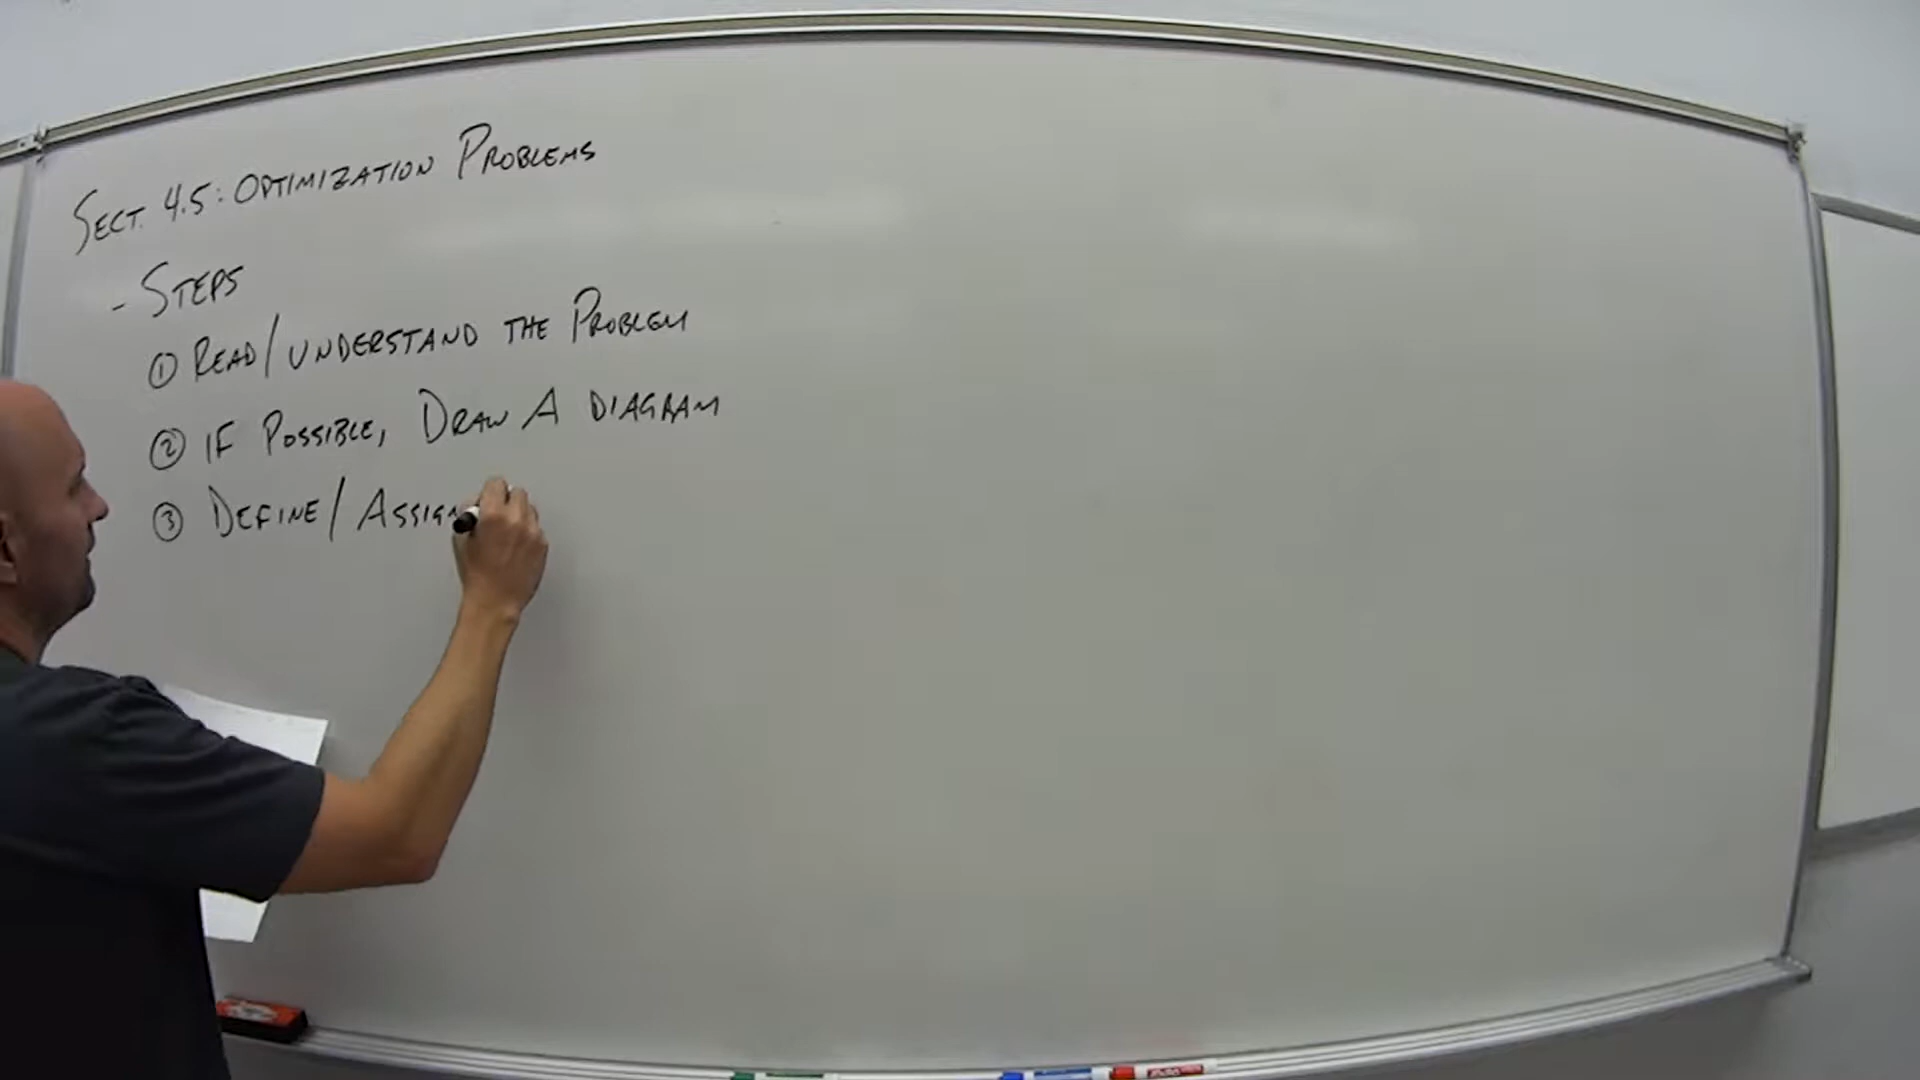 SECT. 4.5: OPTIMIZATION PROBLEMS
- STEPS
① READ/UNDERSTAND THE PROBLEM
② IF POSSIBLE, DRAW A DIAGRAM
③ DEFINE/ASSIGN